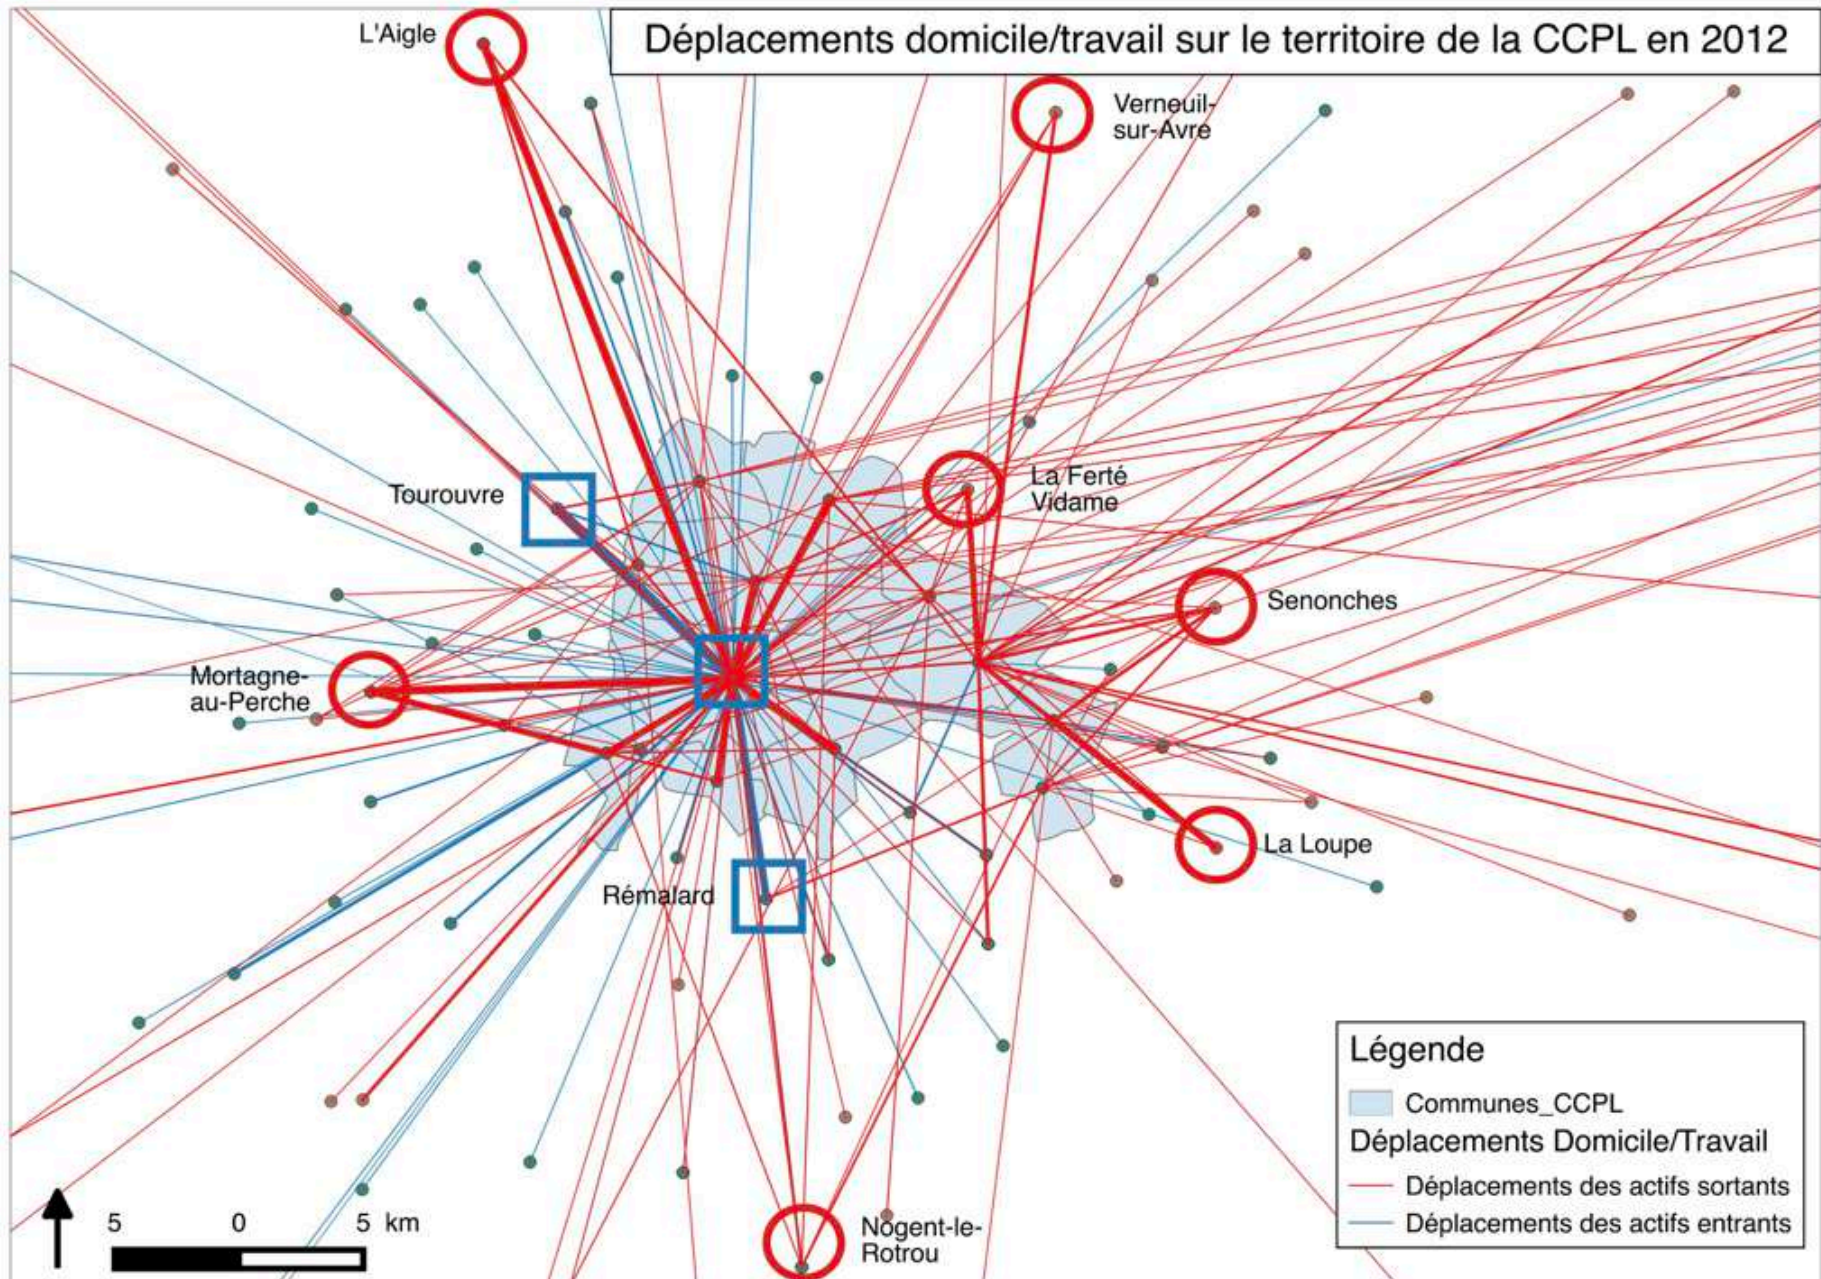 Déplacements domicile/travail sur le territoire de la CCPL en 2012
L'Aigle
Verneuil-
sur-Avre
Tourouvre
La Ferté
Vidame
Senonches
Mortagne-
au-Perche
La Loupe
Rémalard
Nogent-le-
Rotrou
5 0 5 km
Légende
Communes_CCPL
Déplacements Domicile/Travail
Déplacements des actifs sortants
Déplacements des actifs entrants